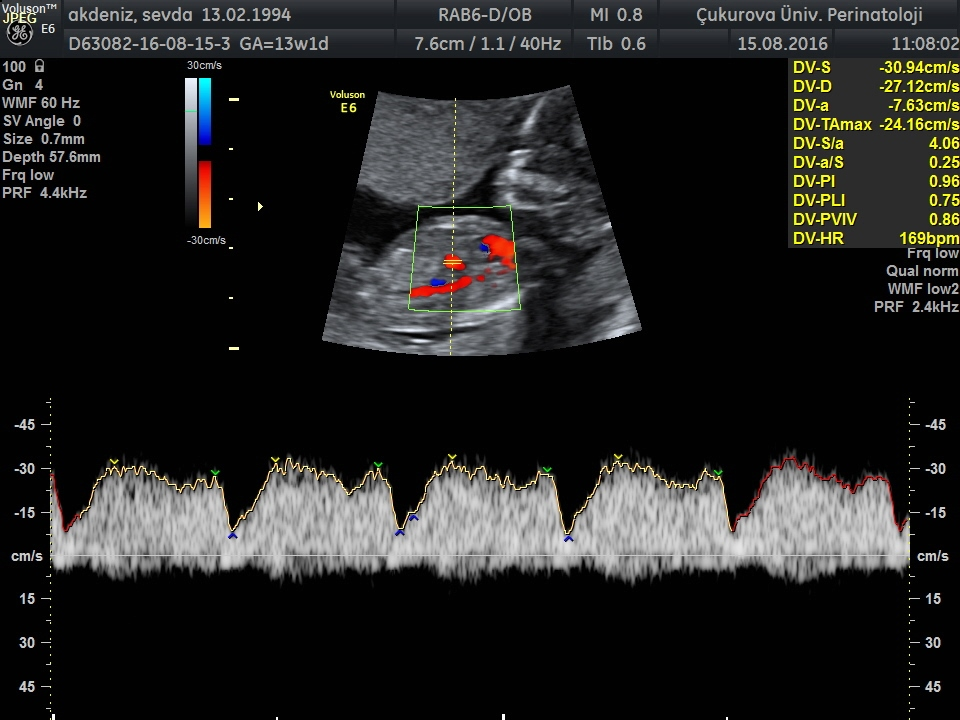 Voluson™
JPEG
E6
akdeniz, sevda 13.02.1994
RAB6-D/OB
MI 0.8
Çukurova Üniv. Perinatoloji
D63082-16-08-15-3 GA=13w1d
7.6cm / 1.1 / 40Hz
TIb 0.6
15.08.2016
11:08:02
100
Gn 4
WMF 60 Hz
SV Angle 0
Size 0.7mm
Depth 57.6mm
Frq low
PRF 4.4kHz
30cm/s
-30cm/s
Voluson
E6
DV-S -30.94cm/s
DV-D -27.12cm/s
DV-a -7.63cm/s
DV-TAmax -24.16cm/s
DV-S/a 4.06
DV-a/S 0.25
DV-PI 0.96
DV-PLI 0.75
DV-PVIV 0.86
DV-HR 169bpm
Frq low
Qual norm
WMF low2
PRF 2.4kHz
-45 -45
-30 -30
-15 -15
cm/s cm/s
15 15
30 30
45 45